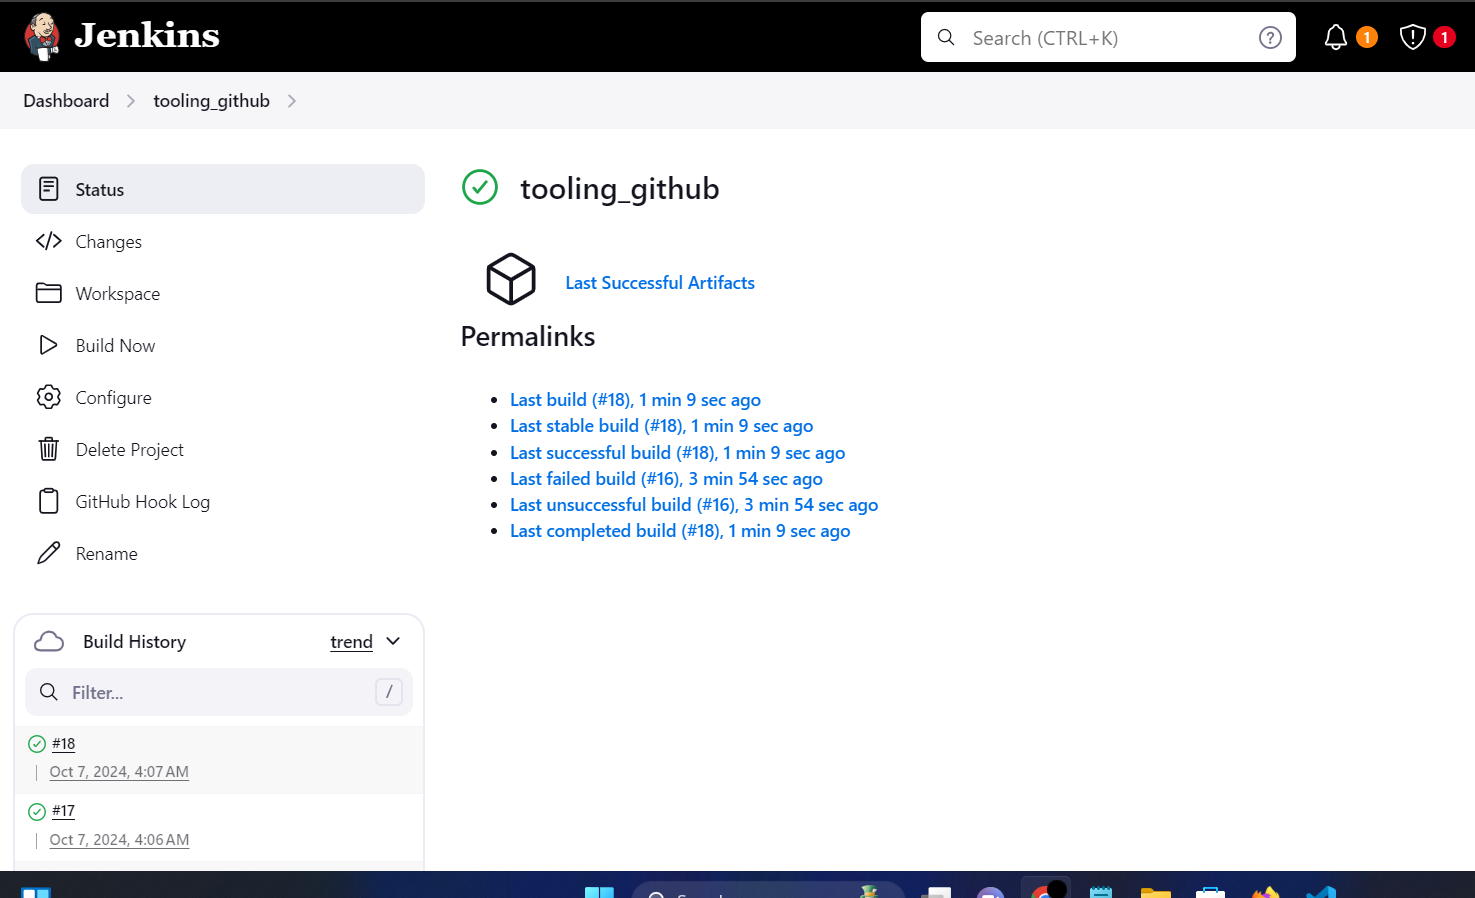 Jenkins
Search (CTRL+K)
?
1
1
Dashboard
tooling_github
Status
Changes
Workspace
Build Now
Configure
Delete Project
GitHub Hook Log
Rename
tooling_github
Last Successful Artifacts
Permalinks
Last build (#18), 1 min 9 sec ago
Last stable build (#18), 1 min 9 sec ago
Last successful build (#18), 1 min 9 sec ago
Last failed build (#16), 3 min 54 sec ago
Last unsuccessful build (#16), 3 min 54 sec ago
Last completed build (#18), 1 min 9 sec ago
Build History
trend
Filter...
/
#18
Oct 7, 2024, 4:07 AM
#17
Oct 7, 2024, 4:06 AM